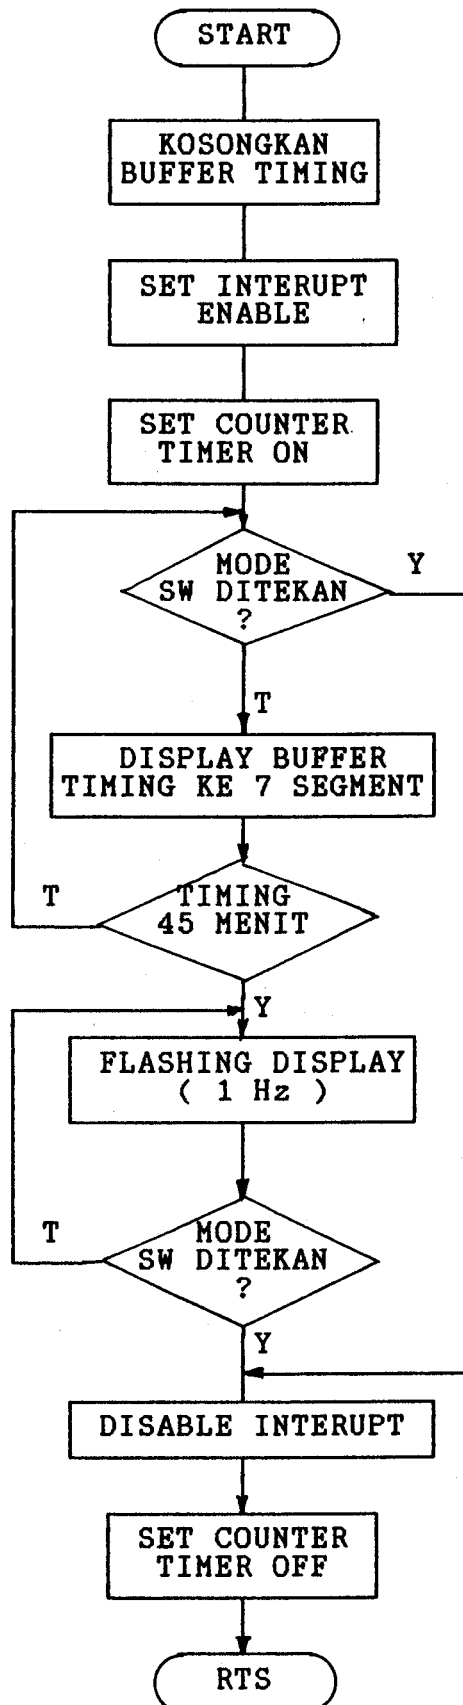 START
KOSONGKAN
BUFFER TIMING
SET INTERUPT
ENABLE
SET COUNTER
TIMER ON
MODE
SW DITEKAN
?
Y
T
DISPLAY BUFFER
TIMING KE 7 SEGMENT
TIMING
45 MENIT
T
Y
FLASHING DISPLAY
( 1 Hz )
MODE
SW DITEKAN
?
T
Y
DISABLE INTERUPT
SET COUNTER
TIMER OFF
RTS